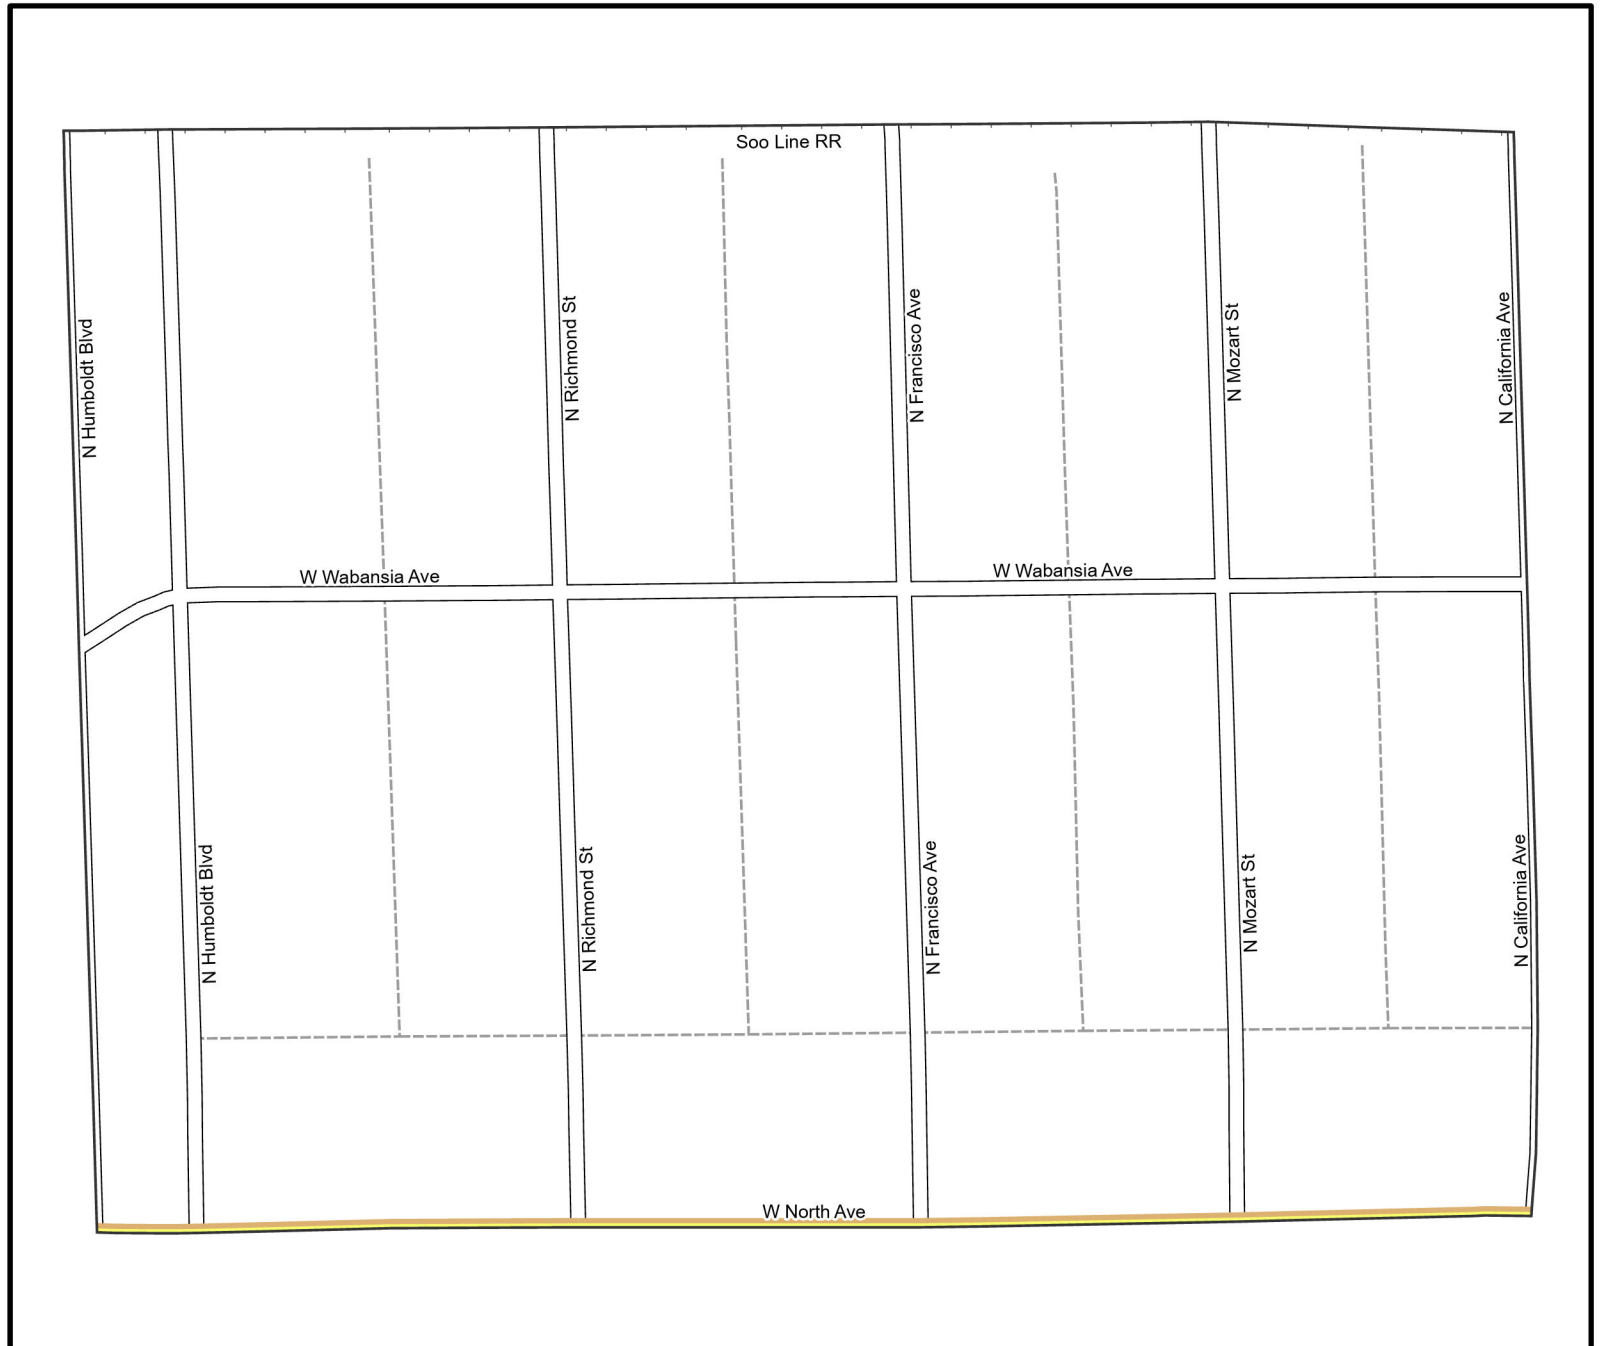 Soo Line RR
N Humboldt Blvd
N Richmond St
N Francisco Ave
N Mozart St
N California Ave
W Wabansia Ave
W Wabansia Ave
N Humboldt Blvd
N Richmond St
N Francisco Ave
N Mozart St
N California Ave
W North Ave